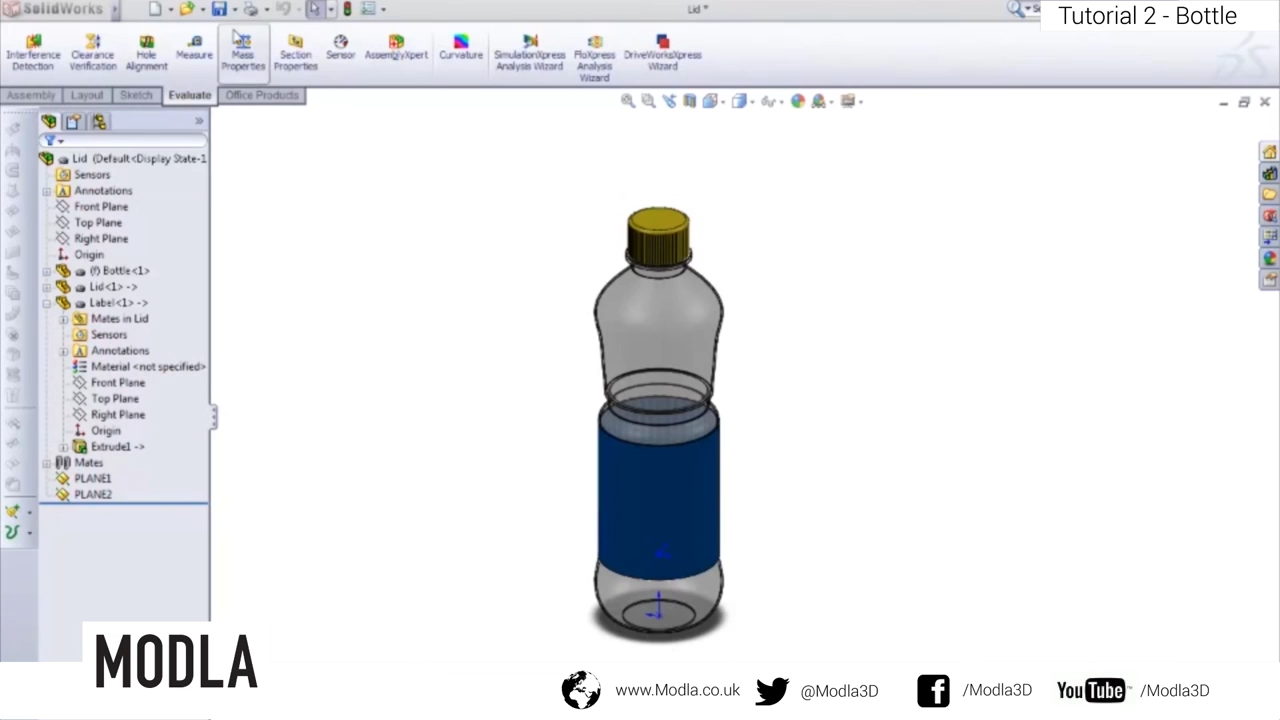 SolidWorks
Lid *
Tutorial 2 - Bottle
Interference Detection
Clearance Verification
Hole Alignment
Measure
Mass Properties
Section Properties
Sensor
AssemblyXpert
Curvature
SimulationXpress Analysis Wizard
FloXpress Analysis Wizard
DriveWorksXpress Wizard
Assembly
Layout
Sketch
Evaluate
Office Products
Lid (Default<Display State-1
Sensors
Annotations
Front Plane
Top Plane
Right Plane
Origin
(f) Bottle<1>
Lid<1> ->
Label<1> ->
Mates in Lid
Sensors
Annotations
Material <not specified>
Front Plane
Top Plane
Right Plane
Origin
Extrude1 ->
Mates
PLANE1
PLANE2
MODLA
www.Modla.co.uk
@Modla3D
/Modla3D
YouTube /Modla3D